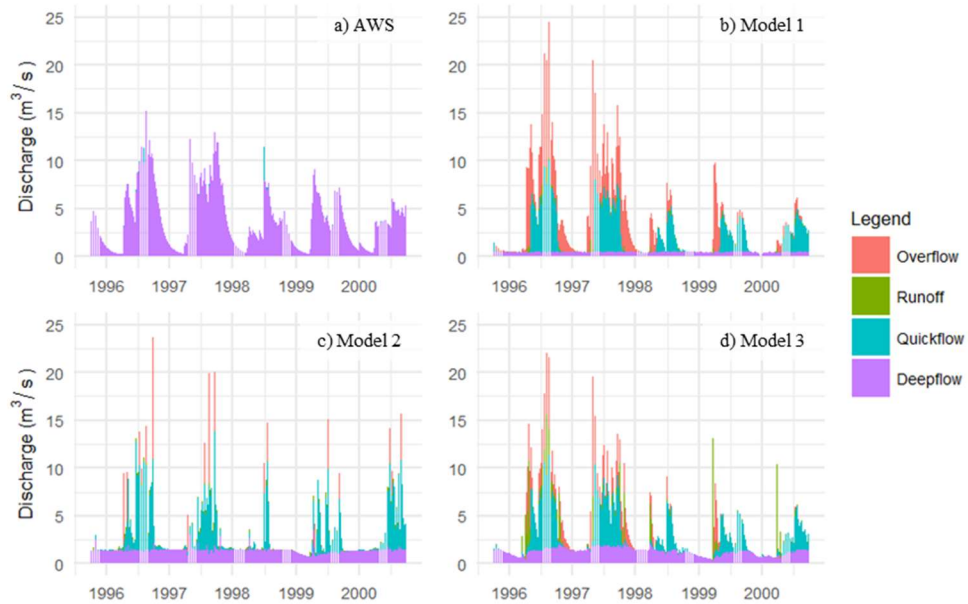 a) AWS
Discharge (m³/s)
25
20
15
10
5
0
1996 1997 1998 1999 2000
b) Model 1
25
20
15
10
5
0
1996 1997 1998 1999 2000
c) Model 2
Discharge (m³/s)
25
20
15
10
5
0
1996 1997 1998 1999 2000
d) Model 3
25
20
15
10
5
0
1996 1997 1998 1999 2000
Legend
Overflow
Runoff
Quickflow
Deepflow